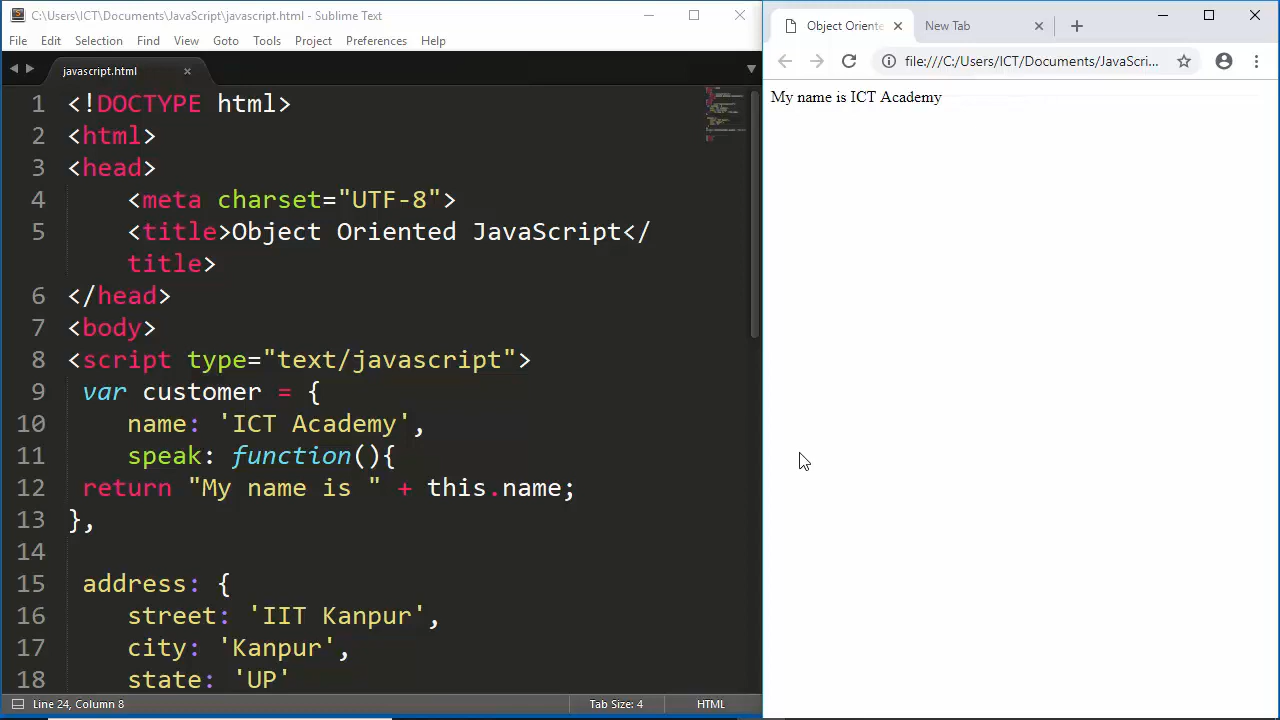 C:\Users\ICT\Documents\JavaScript\javascript.html - Sublime Text
File Edit Selection Find View Goto Tools Project Preferences Help
javascript.html
1 <!DOCTYPE html>
2 <html>
3 <head>
4 <meta charset="UTF-8">
5 <title>Object Oriented JavaScript</
title>
6 </head>
7 <body>
8 <script type="text/javascript">
9 var customer = {
10 name: 'ICT Academy',
11 speak: function(){
12 return "My name is " + this.name;
13 },
14
15 address: {
16 street: 'IIT Kanpur',
17 city: 'Kanpur',
18 state: 'UP'
Line 24, Column 8 Tab Size: 4 HTML
Object Oriente New Tab
file:///C:/Users/ICT/Documents/JavaScri...
My name is ICT Academy